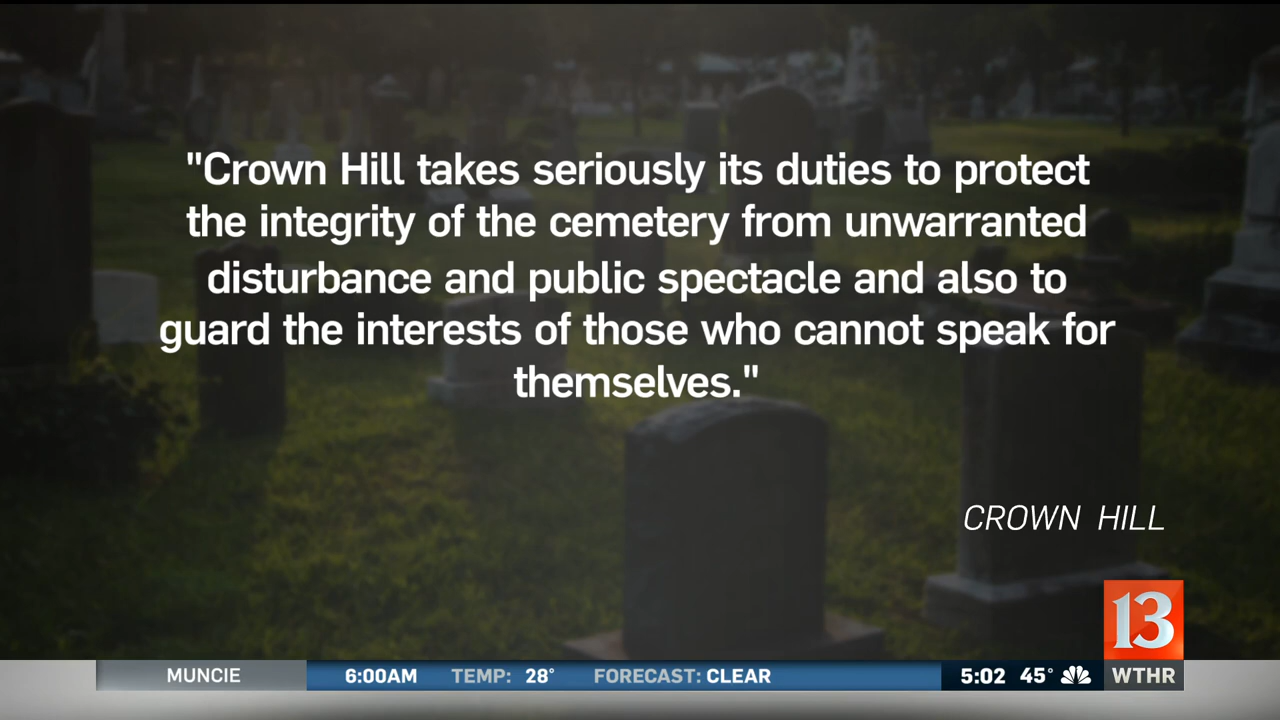 "Crown Hill takes seriously its duties to protect
the integrity of the cemetery from unwarranted
disturbance and public spectacle and also to
guard the interests of those who cannot speak for
themselves."
CROWN HILL
13
MUNCIE 6:00AM TEMP: 28° FORECAST: CLEAR 5:02 45° WTHR